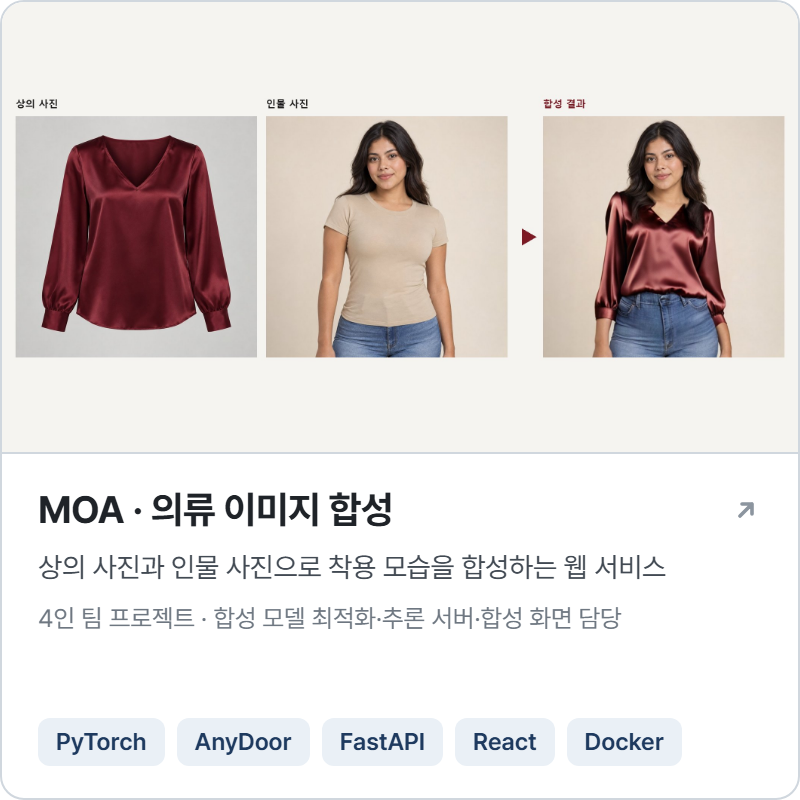 상의 사진
인물 사진
합성 결과
MOA · 의류 이미지 합성
상의 사진과 인물 사진으로 착용 모습을 합성하는 웹 서비스
4인 팀 프로젝트 · 합성 모델 최적화·추론 서버·합성 화면 담당
PyTorch AnyDoor FastAPI React Docker